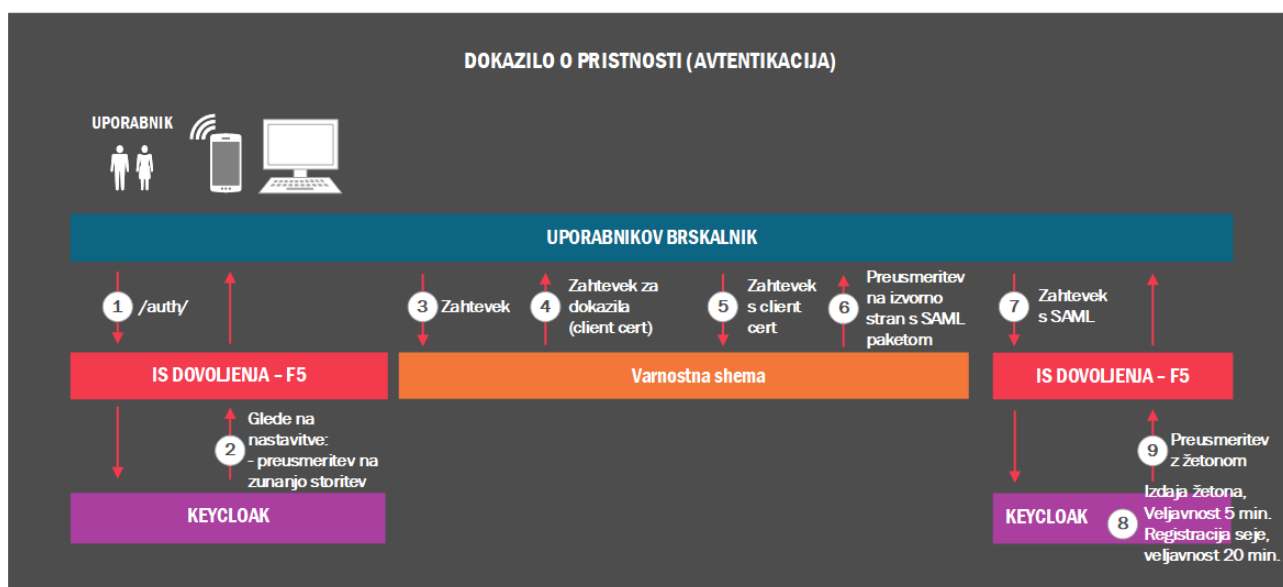 DOKAZILO O PRISTNOSTI (AVTENTIKACIJA)
UPORABNIK
UPORABNIKOV BRSKALNIK
1 /auth/
3 Zahtevek
4 Zahtevek za
dokazila
(client cert)
5 Zahtevek
s client
cert
6 Preusmeritev
na izvorno
stran s SAML
paketom
7 Zahtevek
s SAML
IS DOVOLJENJA – F5
Varnostna shema
IS DOVOLJENJA – F5
2 Glede na
nastavitve:
- preusmeritev na
zunanjo storitev
9 Preusmeritev
z žetonom
KEYCLOAK
KEYCLOAK
8 Izdaja žetona,
Veljavnost 5 min.
Registracija seje,
veljavnost 20 min.